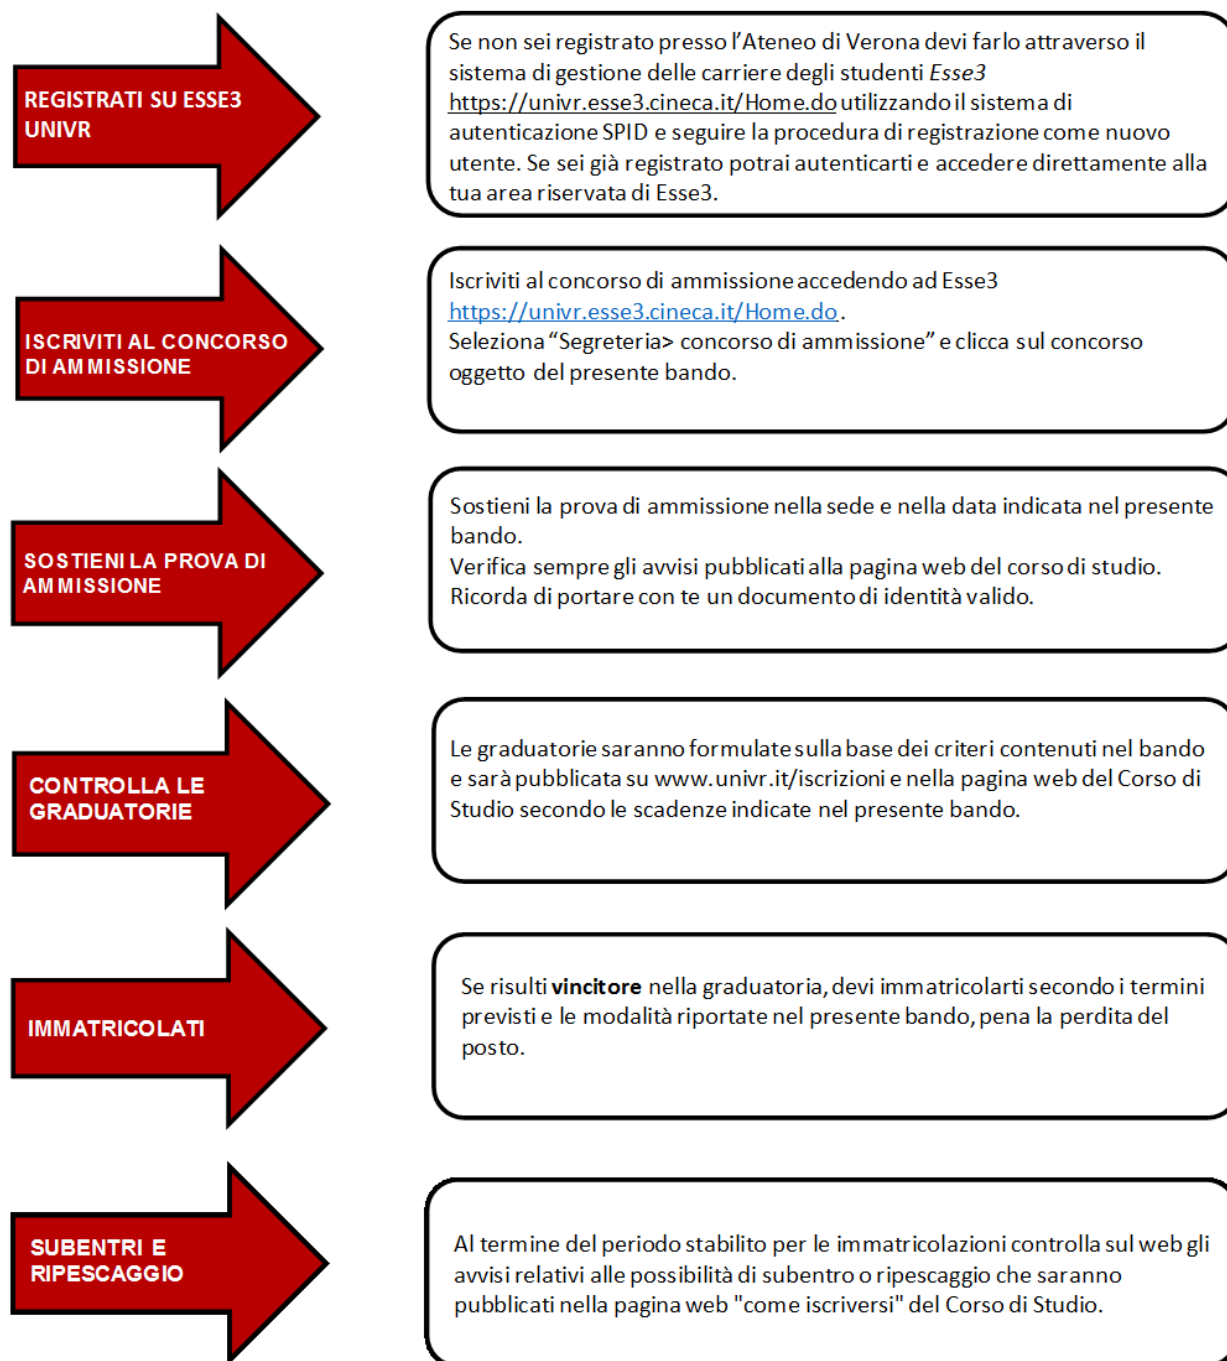 REGISTRATI SU ESSE3
UNIVR
Se non sei registrato presso l'Ateneo di Verona devi farlo attraverso il
sistema di gestione delle carriere degli studenti Esse3
https://univr.esse3.cineca.it/Home.do utilizzando il sistema di
autenticazione SPID e seguire la procedura di registrazione come nuovo
utente. Se sei già registrato potrai autenticarti e accedere direttamente alla
tua area riservata di Esse3.
ISCRIVITI AL CONCORSO
DI AMMISSIONE
Iscriviti al concorso di ammissione accedendo ad Esse3
https://univr.esse3.cineca.it/Home.do.
Seleziona “Segreteria> concorso di ammissione” e clicca sul concorso
oggetto del presente bando.
SOSTIENI LA PROVA DI
AMMISSIONE
Sostieni la prova di ammissione nella sede e nella data indicata nel presente
bando.
Verifica sempre gli avvisi pubblicati alla pagina web del corso di studio.
Ricorda di portare con te un documento di identità valido.
CONTROLLA LE
GRADUATORIE
Le graduatorie saranno formulate sulla base dei criteri contenuti nel bando
e sarà pubblicata su www.univr.it/iscrizioni e nella pagina web del Corso di
Studio secondo le scadenze indicate nel presente bando.
IMMATRICOLATI
Se risulti vincitore nella graduatoria, devi immatricolarti secondo i termini
previsti e le modalità riportate nel presente bando, pena la perdita del
posto.
SUBENTRI E
RIPESCAGGIO
Al termine del periodo stabilito per le immatricolazioni controlla sul web gli
avvisi relativi alle possibilità di subentro o ripescaggio che saranno
pubblicati nella pagina web "come iscriversi" del Corso di Studio.